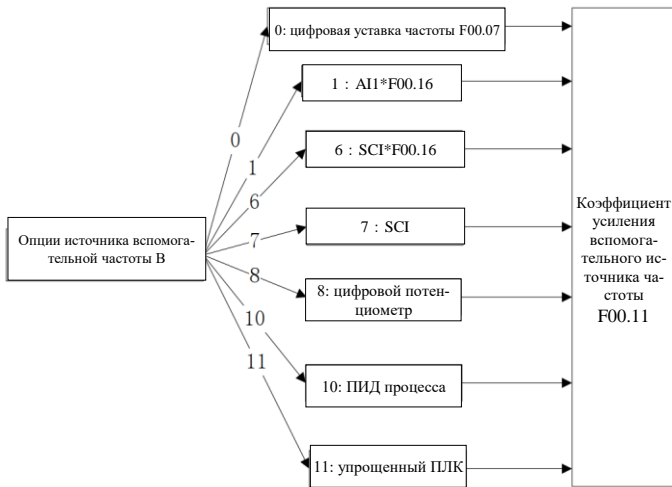 0: цифровая уставка частоты F00.07
1 : AI1*F00.16
0
1
6 : SCI*F00.16
6
Опции источника вспомога-
тельной частоты B
7
7 : SCI
Коэффициент
усиления
вспомога-
тельного ис-
точника ча-
стоты
F00.11
8
8: цифровой потен-
циометр
10
11
10: ПИД процесса
11: упрощенный ПЛК